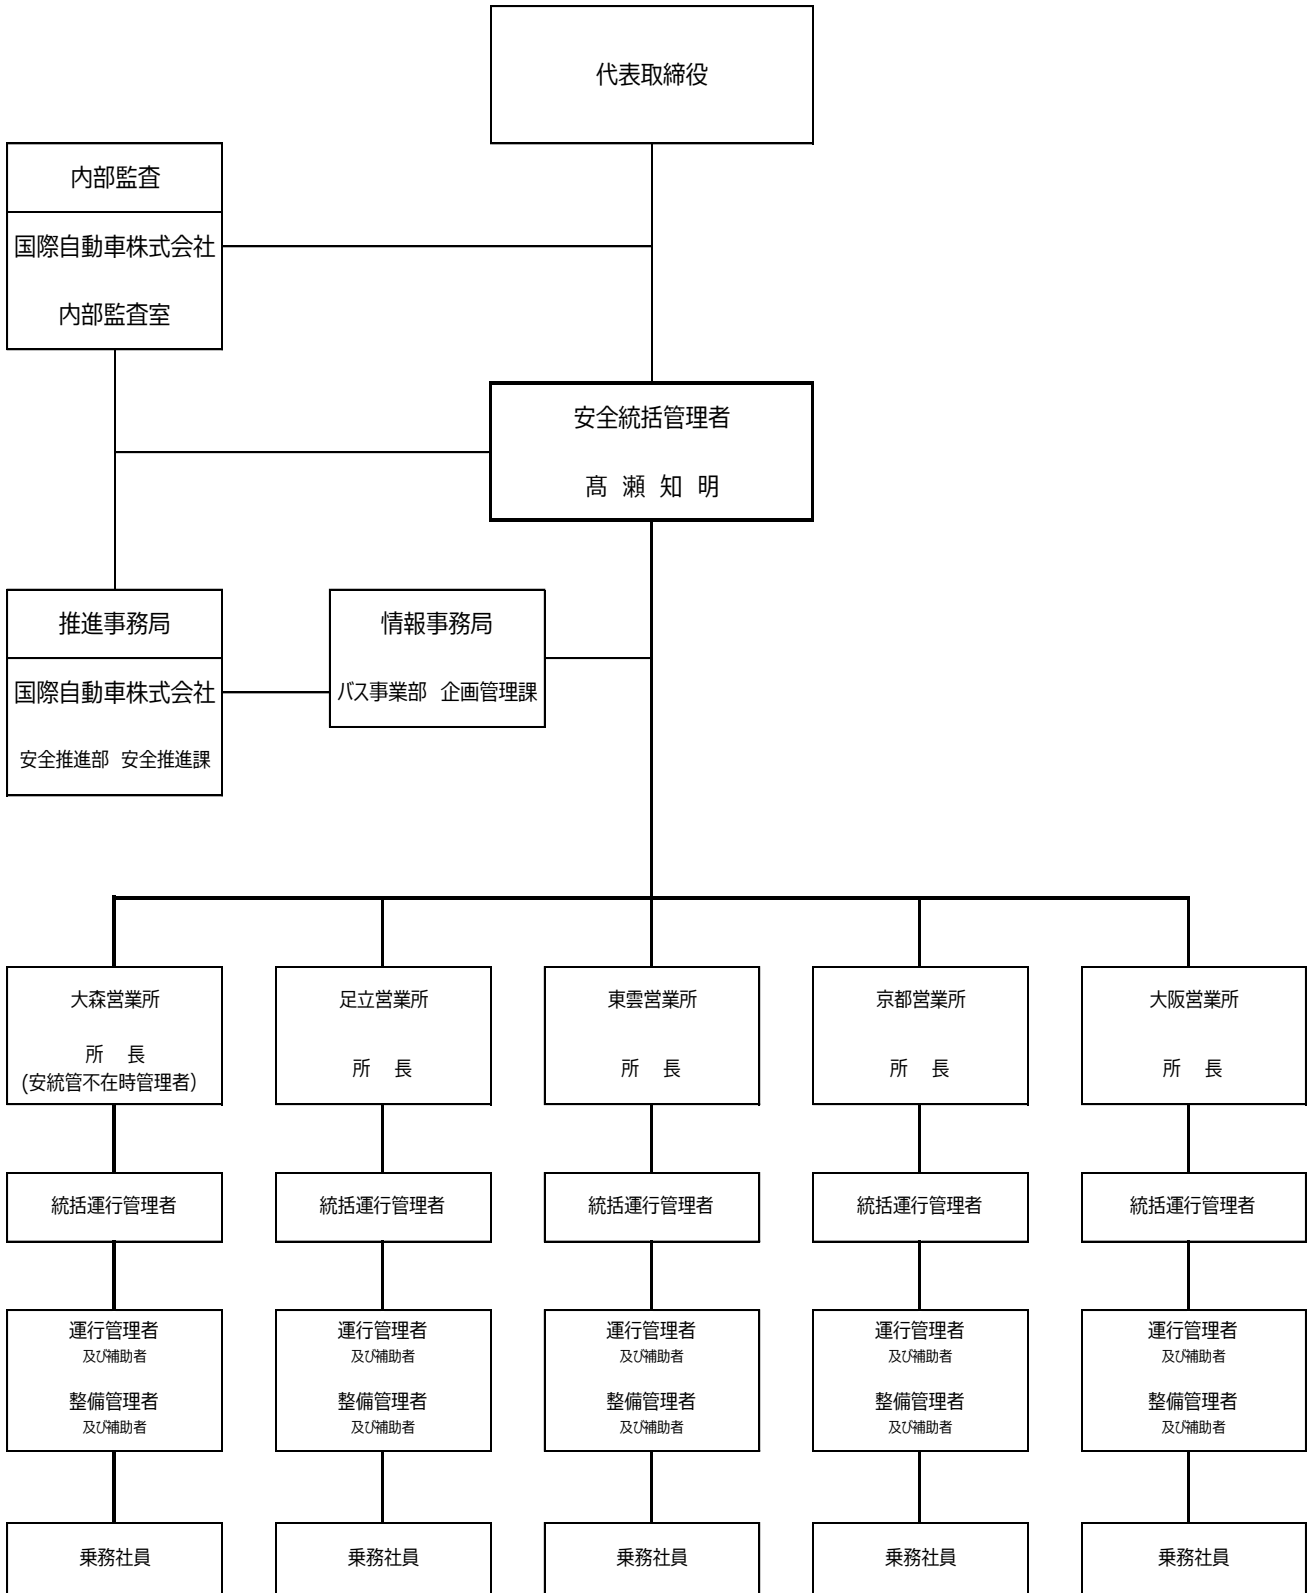 代表取締役
内部監査
国際自動車株式会社
内部監査室
安全統括管理者
髙 瀬 知 明
推進事務局
国際自動車株式会社
安全推進部 安全推進課
情報事務局
バス事業部 企画管理課
大森営業所
所 長
(安統管不在時管理者)
足立営業所
所 長
東雲営業所
所 長
京都営業所
所 長
大阪営業所
所 長
統括運行管理者
統括運行管理者
統括運行管理者
統括運行管理者
統括運行管理者
運行管理者
及び補助者
整備管理者
及び補助者
運行管理者
及び補助者
整備管理者
及び補助者
運行管理者
及び補助者
整備管理者
及び補助者
運行管理者
及び補助者
整備管理者
及び補助者
運行管理者
及び補助者
整備管理者
及び補助者
乗務社員
乗務社員
乗務社員
乗務社員
乗務社員